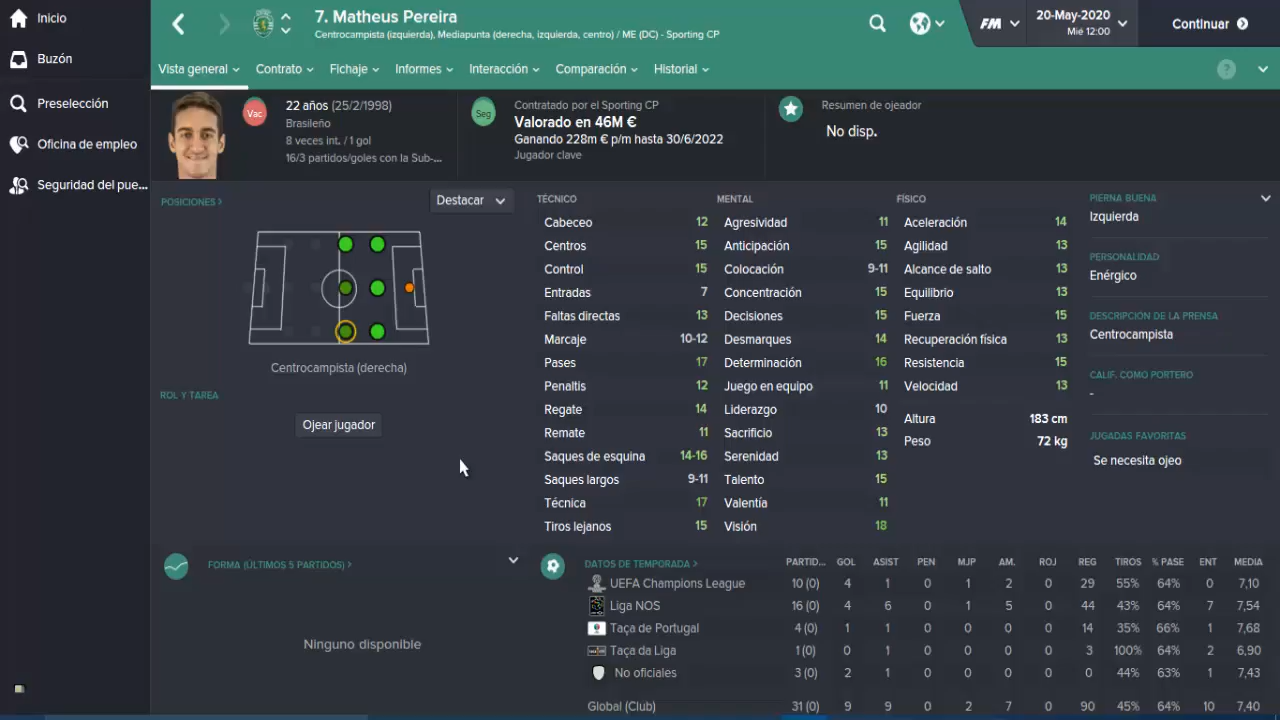 Inicio
Buzón
Preselección
Oficina de empleo
Seguridad del pue...
7. Matheus Pereira
Centrocampista (izquierda), Mediapunta (derecha, izquierda, centro) / ME (DC) - Sporting CP
FM
20-May-2020
Mié 12:00
Continuar
Vista general
Contrato
Fichaje
Informes
Interacción
Comparación
Historial
?
Vac
22 años (25/2/1998)
Brasileño
8 veces int. / 1 gol
16/3 partidos/goles con la Sub-...
Seg
Contratado por el Sporting CP
Valorado en 46M €
Ganando 228m € p/m hasta 30/6/2022
Jugador clave
Resumen de ojeador
No disp.
POSICIONES >
Destacar
Centrocampista (derecha)
ROL Y TAREA
Ojear jugador
TÉCNICO
Cabeceo 12
Centros 15
Control 15
Entradas 7
Faltas directas 13
Marcaje 10-12
Pases 17
Penaltis 12
Regate 14
Remate 11
Saques de esquina 14-16
Saques largos 9-11
Técnica 17
Tiros lejanos 15
MENTAL
Agresividad 11
Anticipación 15
Colocación 9-11
Concentración 15
Decisiones 15
Desmarques 14
Determinación 16
Juego en equipo 11
Liderazgo 10
Sacrificio 13
Serenidad 13
Talento 15
Valentía 11
Visión 18
FÍSICO
Aceleración 14
Agilidad 13
Alcance de salto 13
Equilibrio 13
Fuerza 15
Recuperación física 13
Resistencia 15
Velocidad 13
Altura 183 cm
Peso 72 kg
PIERNA BUENA
Izquierda
PERSONALIDAD
Enérgico
DESCRIPCIÓN DE LA PRENSA
Centrocampista
CALIF. COMO PORTERO
-
JUGADAS FAVORITAS
Se necesita ojeo
FORMA (ÚLTIMOS 5 PARTIDOS) >
Ninguno disponible
DATOS DE TEMPORADA > PARTID... GOL ASIST PEN MJP AM. ROJ REG TIROS % PASE ENT MEDIA
UEFA Champions League 10 (0) 4 1 0 1 2 0 29 55% 64% 0 7,10
Liga NOS 16 (0) 4 6 0 1 5 0 44 43% 64% 7 7,54
Taça de Portugal 4 (0) 1 1 0 0 0 0 14 35% 66% 1 7,68
Taça da Liga 1 (0) 0 1 0 0 0 0 3 100% 64% 2 6,90
No oficiales 3 (0) 2 1 0 0 0 0 0 44% 63% 1 7,43
Global (Club) 31 (0) 9 9 0 2 7 0 90 45% 64% 10 7,40